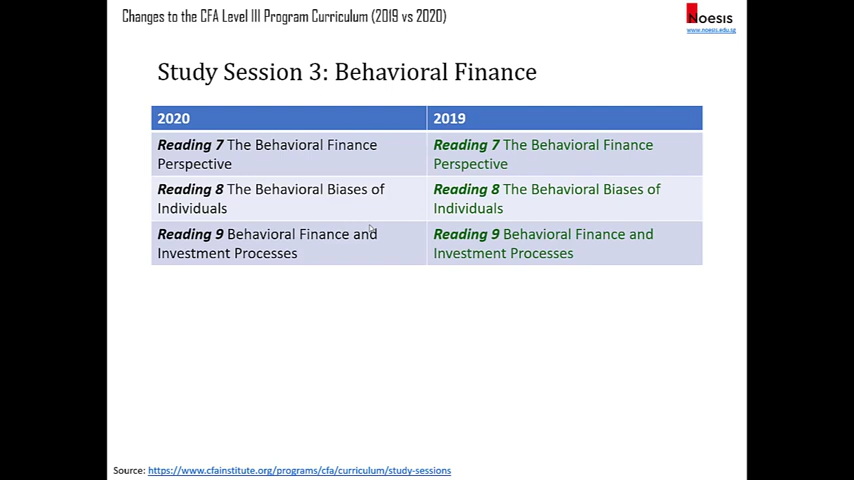 Changes to the CFA Level III Program Curriculum (2019 vs 2020)
Noesis
www.noesis.edu.sg
Study Session 3: Behavioral Finance
2020
2019
Reading 7 The Behavioral Finance
Perspective
Reading 7 The Behavioral Finance
Perspective
Reading 8 The Behavioral Biases of
Individuals
Reading 8 The Behavioral Biases of
Individuals
Reading 9 Behavioral Finance and
Investment Processes
Reading 9 Behavioral Finance and
Investment Processes
Source: https://www.cfainstitute.org/programs/cfa/curriculum/study-sessions